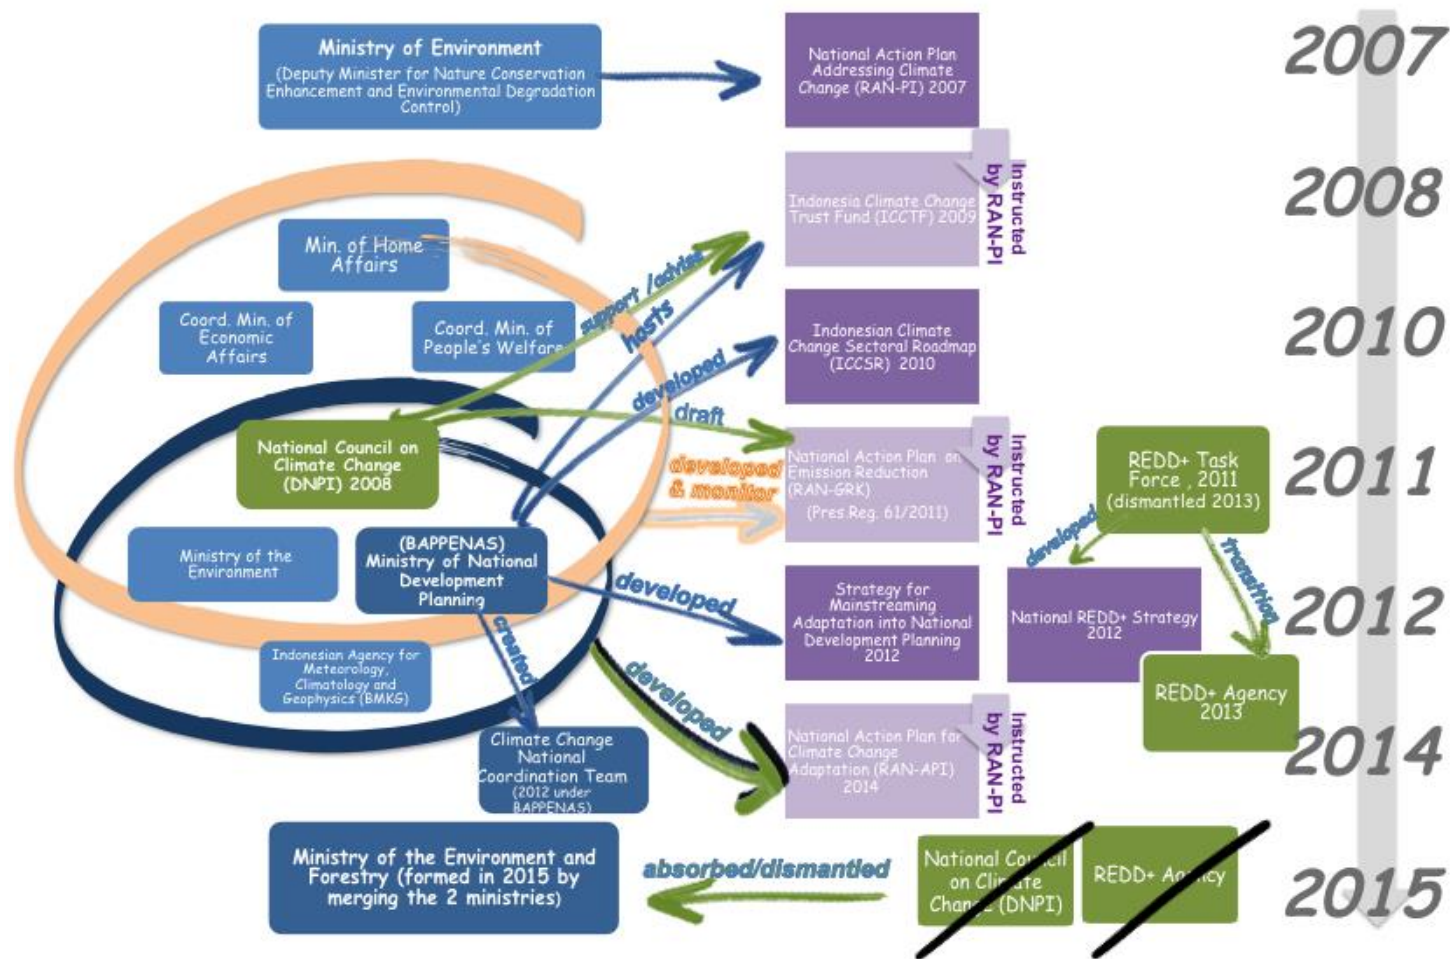 Ministry of Environment
(Deputy Minister for Nature Conservation
Enhancement and Environmental Degradation
Control)
National Action Plan
Addressing Climate
Change (RAN-PI) 2007
2007
Instructed
by RAN-PI
Indonesia Climate Change
Trust Fund (ICCTF) 2009
2008
Min. of Home
Affairs
Coord. Min. of
Economic
Affairs
Coord. Min. of
People's Welfare
support /advise
hosts
developed
draft
Indonesian Climate
Change Sectoral Roadmap
(ICCSR) 2010
2010
National Council on
Climate Change
(DNPI) 2008
developed
& monitor
National Action Plan on
Emission Reduction
(RAN-GRK)
(Pres Reg. 61/2011)
Instructed
by RAN-PI
REDD+ Task
Force , 2011
(dismantled 2013)
2011
developed
transiting
Ministry of the
Environment
(BAPPENAS)
Ministry of National
Development
Planning
developed
Strategy for
Mainstreaming
Adaptation into National
Development Planning
2012
National REDD+ Strategy
2012
2012
created
Indonesian Agency for
Meteorology,
Climatology and
Geophysics (BMKG)
developed
REDD+ Agency
2013
Climate Change
National
Coordination Team
(2012 under
BAPPENAS)
National Action Plan for
Climate Change
Adaptation (RAN-API)
2014
Instructed
by RAN-PI
2014
Ministry of the Environment and
Forestry (formed in 2015 by
merging the 2 ministries)
absorbed/dismantled
National Council
on Climate
Change (DNPI)
REDD+ Agency
2015